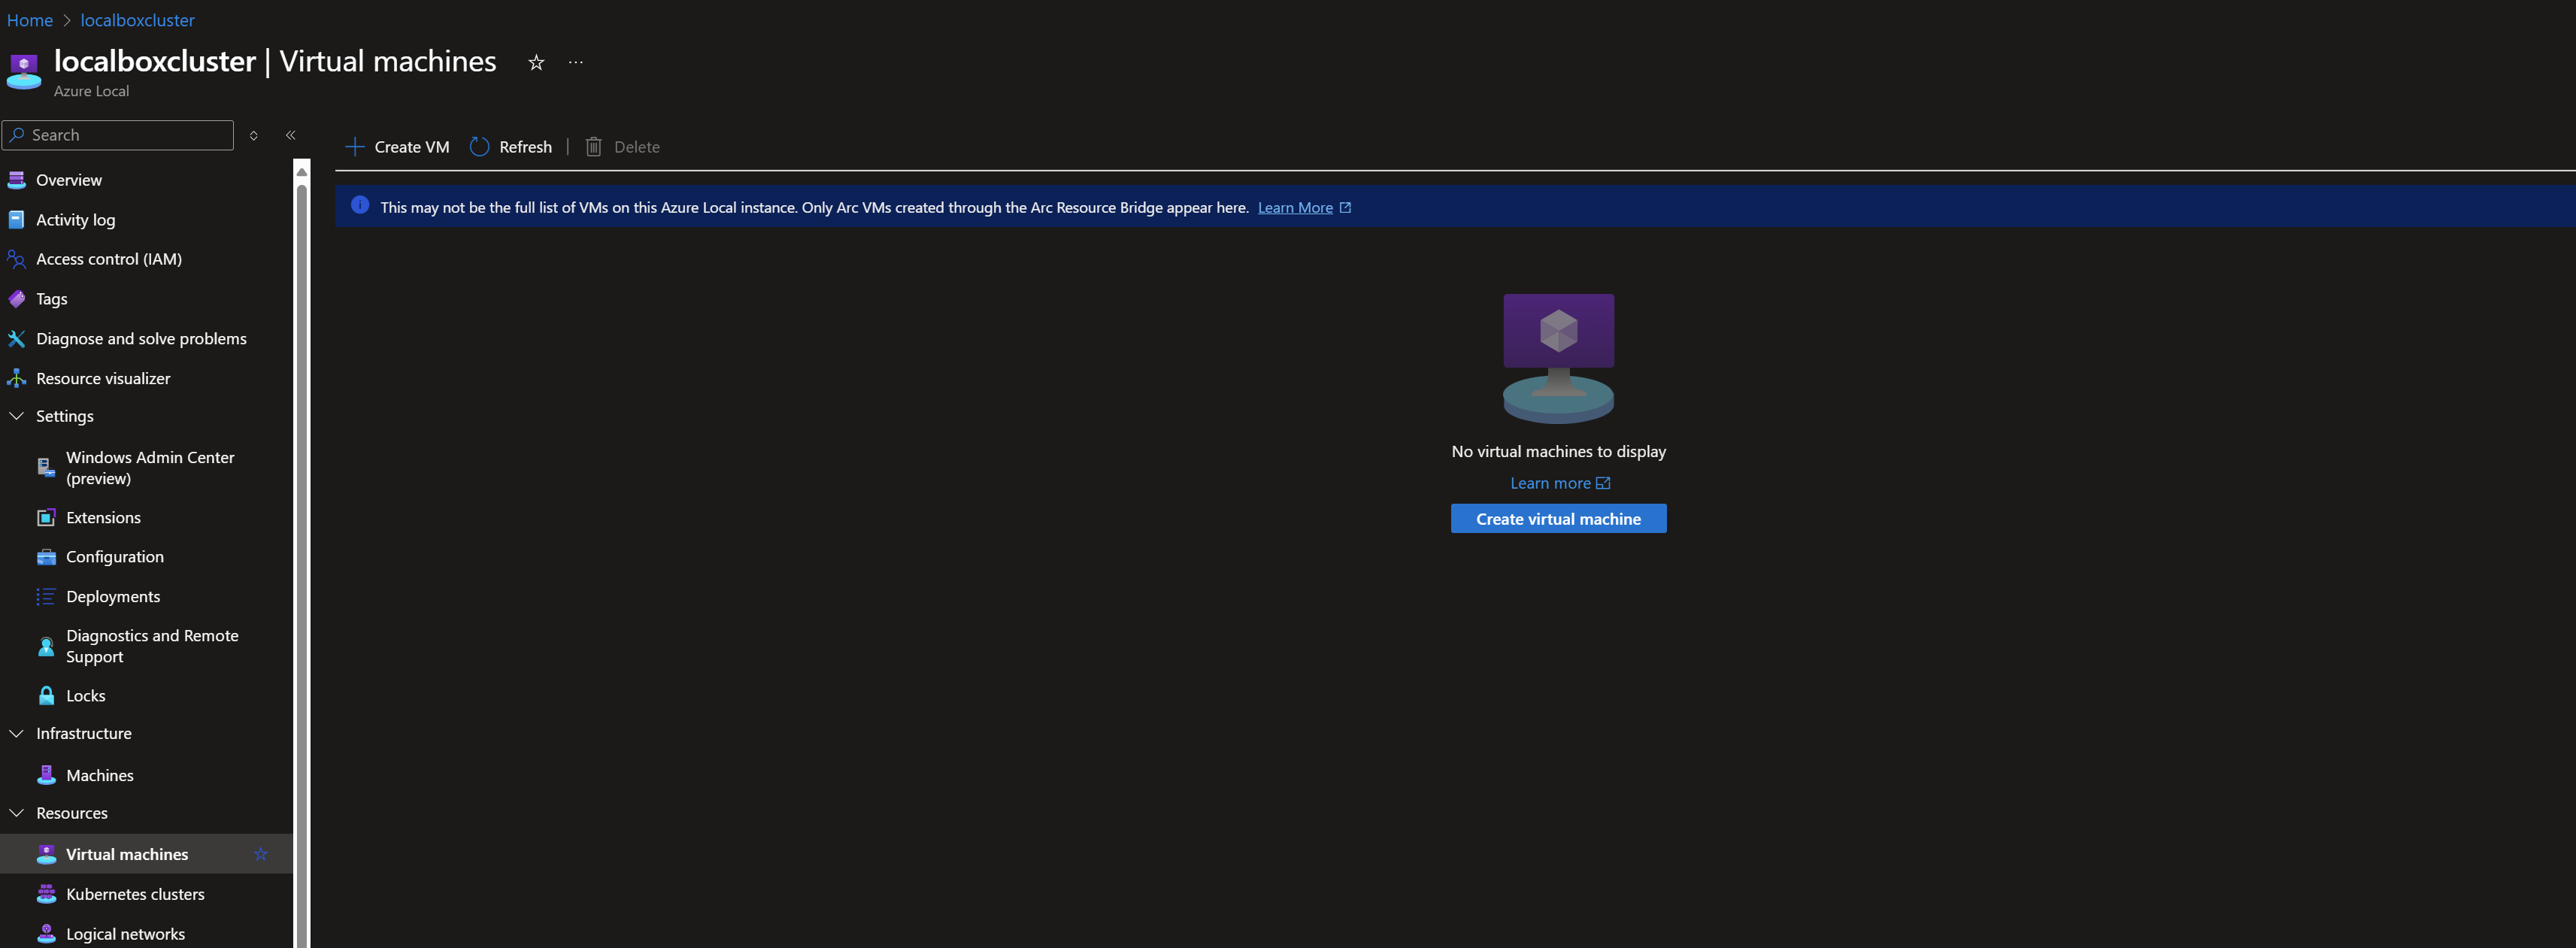 Home > localboxcluster
localboxcluster | Virtual machines
Azure Local
Search
Overview
Activity log
Access control (IAM)
Tags
Diagnose and solve problems
Resource visualizer
Settings
Windows Admin Center
(preview)
Extensions
Configuration
Deployments
Diagnostics and Remote
Support
Locks
Infrastructure
Machines
Resources
Virtual machines
Kubernetes clusters
Logical networks
Create VM Refresh | Delete
This may not be the full list of VMs on this Azure Local instance. Only Arc VMs created through the Arc Resource Bridge appear here. Learn More
No virtual machines to display
Learn more
Create virtual machine